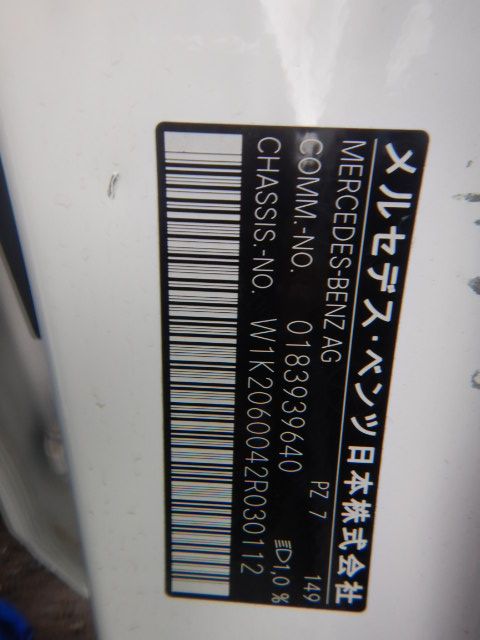 メルセデス・ベンツ日本株式会社
MERCEDES-BENZ AG PZ 7 149
COMM.-NO. 0183939640 1,0 %
CHASSIS.-NO. W1K2060042R030112